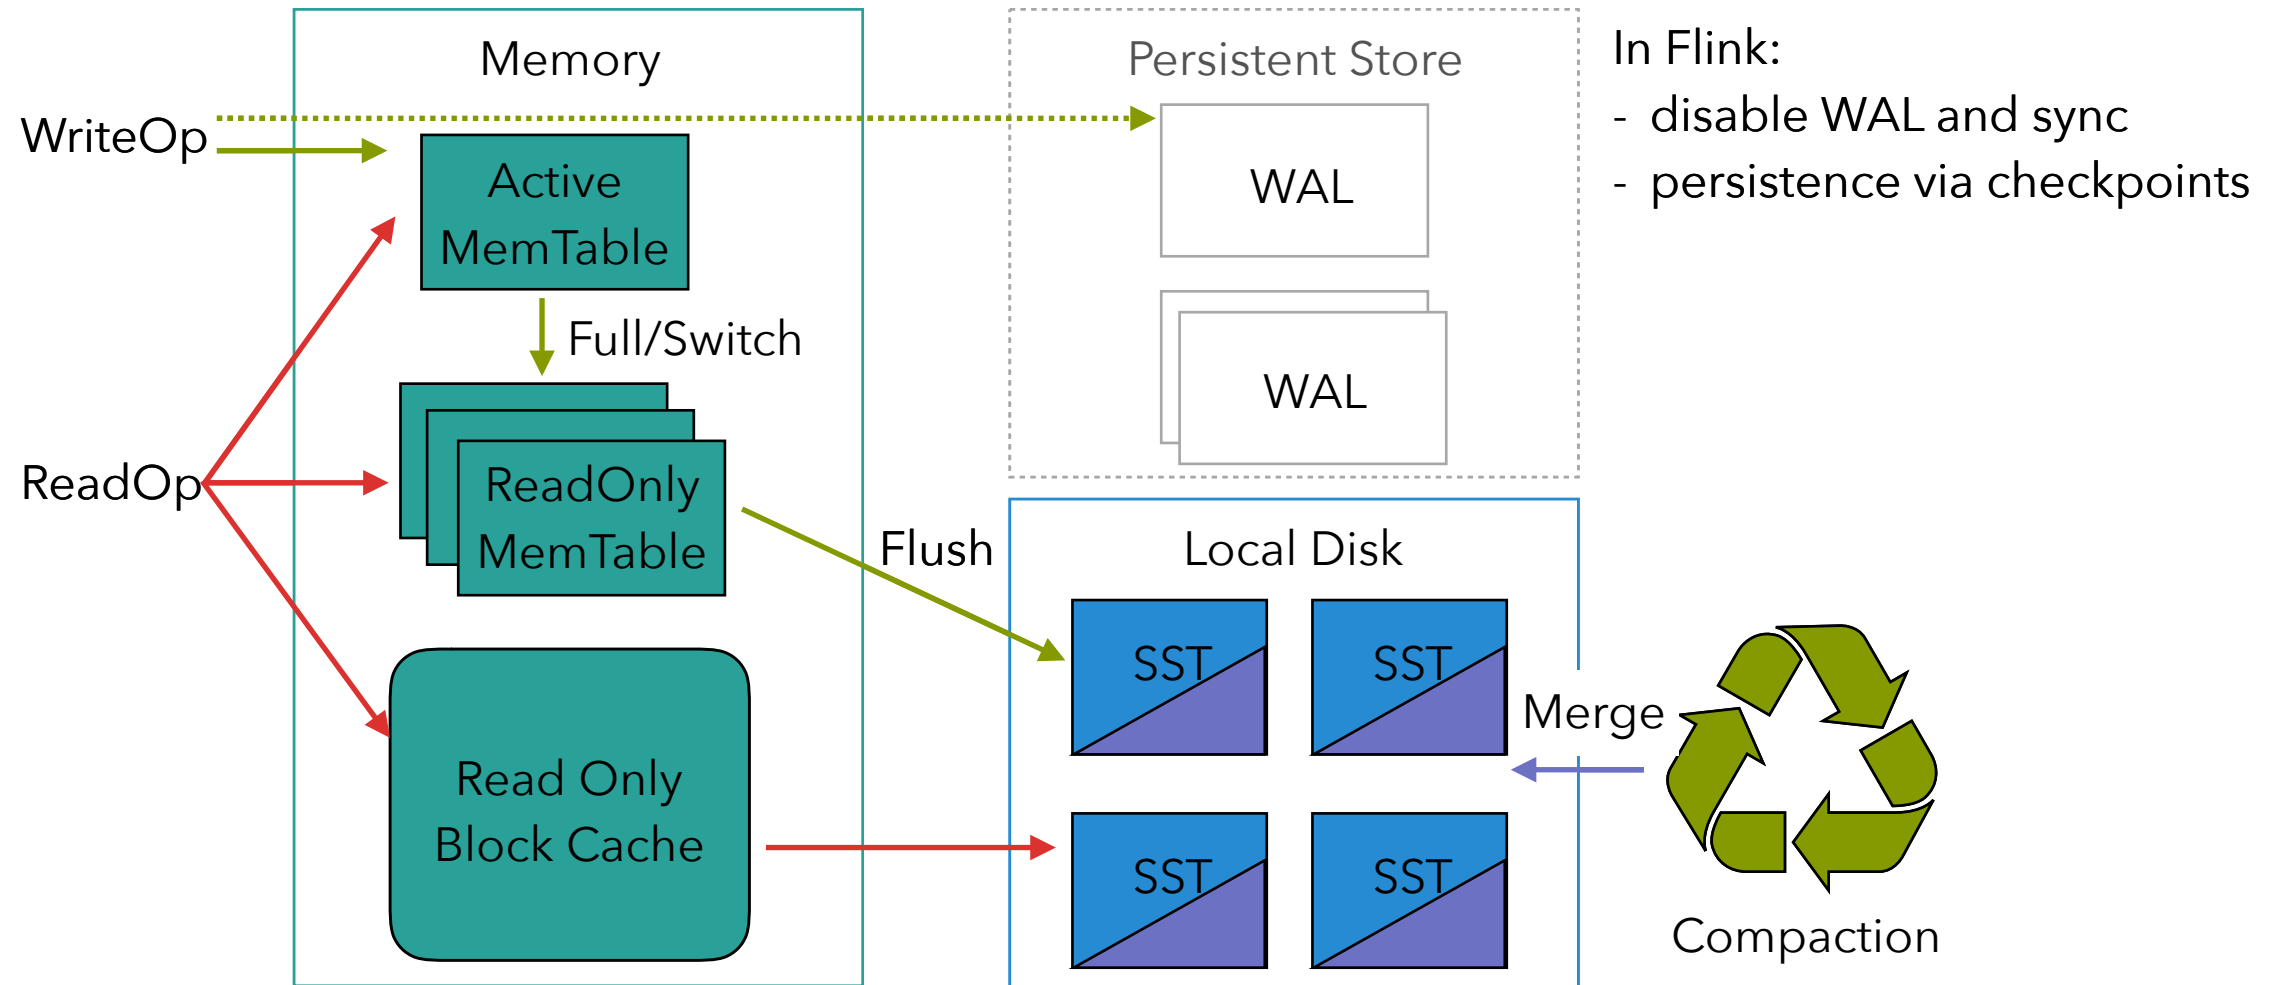 Memory
Persistent Store
In Flink:
- disable WAL and sync
- persistence via checkpoints
WriteOp
Active
MemTable
WAL
Full/Switch
WAL
ReadOp
ReadOnly
MemTable
Flush
Local Disk
SST
SST
Merge
Read Only
Block Cache
SST
SST
Compaction